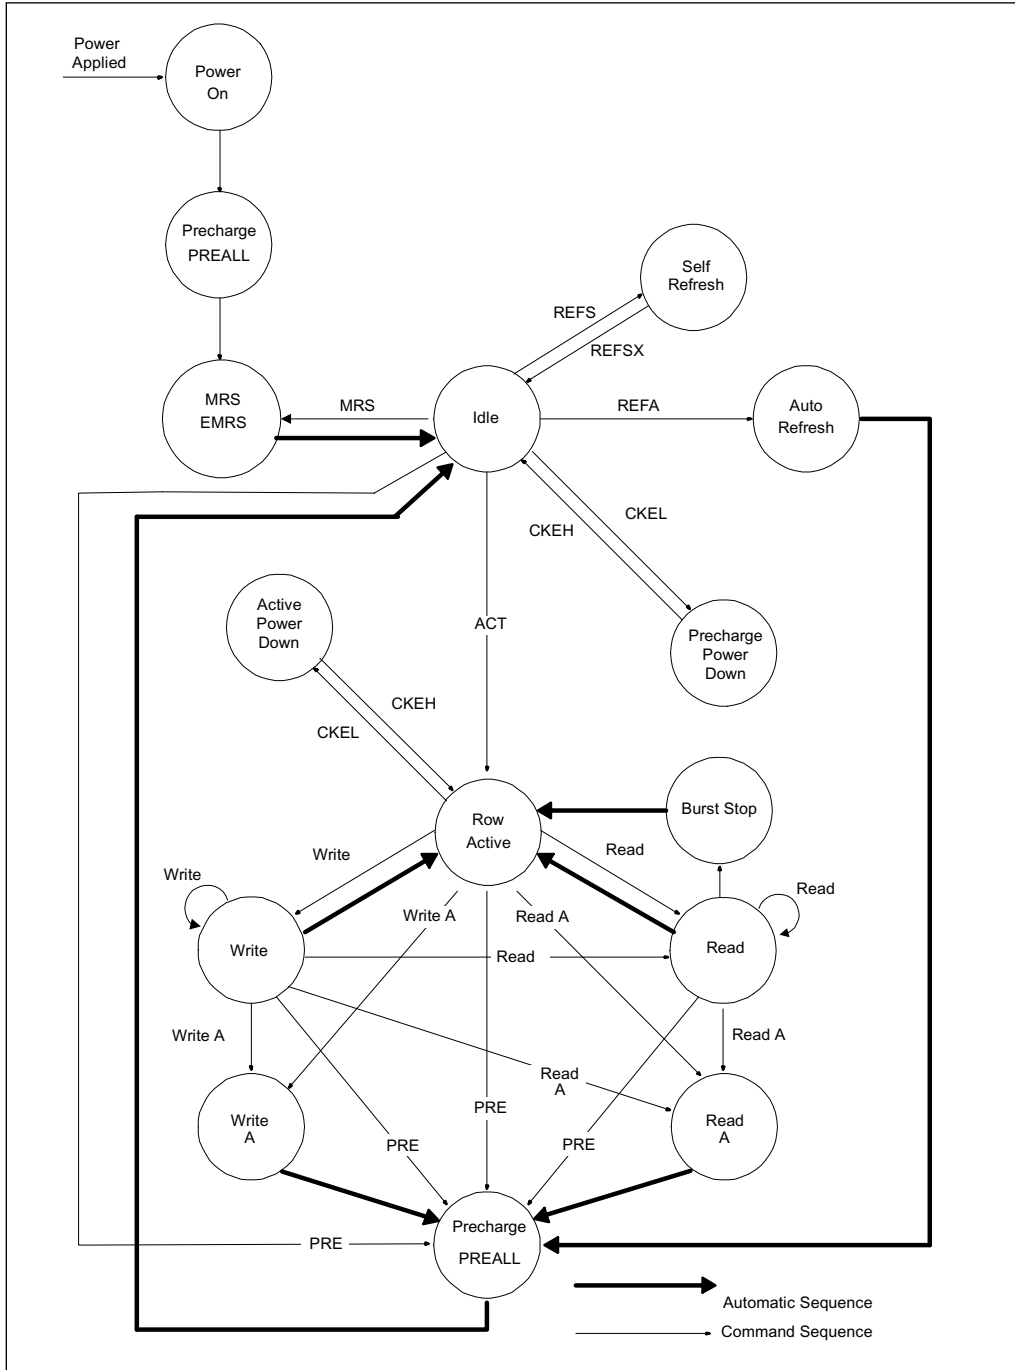 Power
Applied
Power
On
Precharge
PREALL
Self
Refresh
REFS
REFSX
MRS
EMRS
MRS
Idle
REFA
Auto
Refresh
CKEL
CKEH
Active
Power
Down
ACT
Precharge
Power
Down
CKEH
CKEL
Row
Active
Burst Stop
Write
Read
Write
Read
Write A
Read A
Write
Read
Read
Write A
Read A
Read
A
Write
A
PRE
Read
A
PRE
PRE
Precharge
PREALL
PRE
Automatic Sequence
Command Sequence